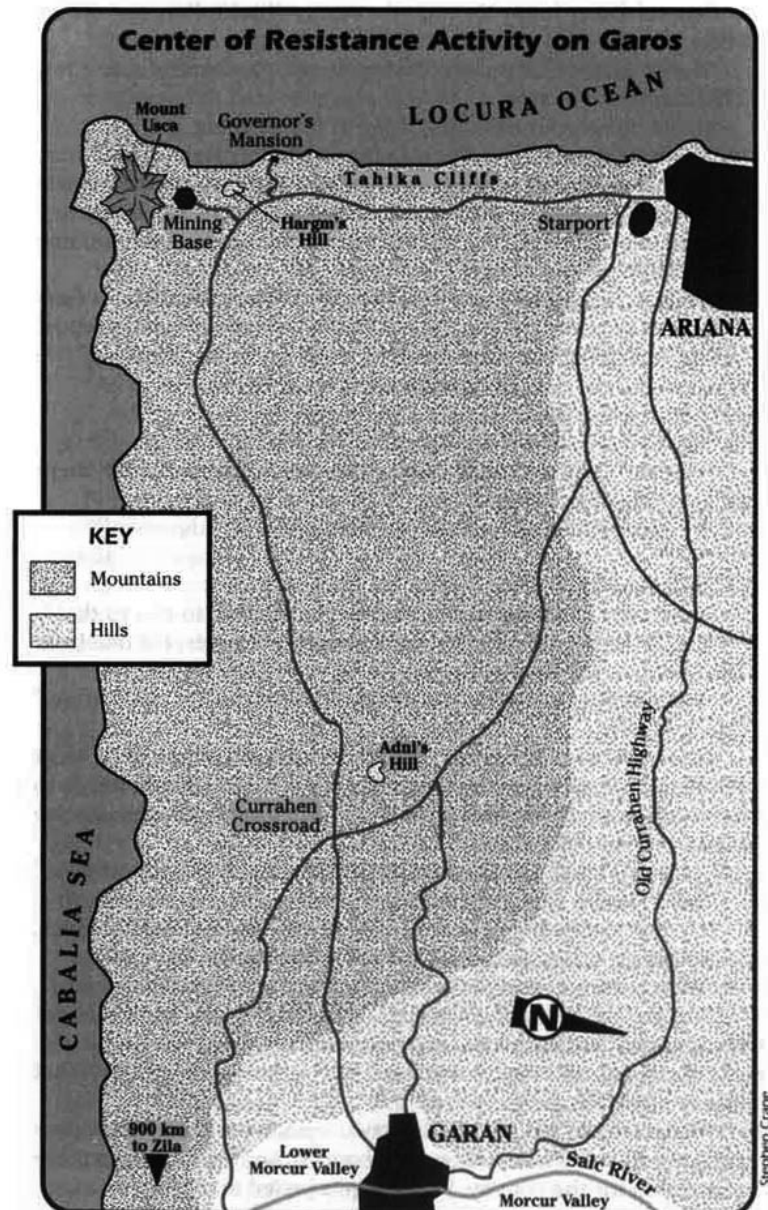 Center of Resistance Activity on Garos
LOCURA OCEAN
Mount
Usca
Governor's
Mansion
Tahika Cliffs
Mining
Base
Hargm's
Hill
Starport
ARIANA
KEY
Mountains
Hills
Adni's
Hill
Currahen
Crossroad
Old Currahen Highway
CABALIA SEA
N
900 km
to Zila
GARAN
Lower
Morcur Valley
Salc River
Morcur Valley
Stephen Crane